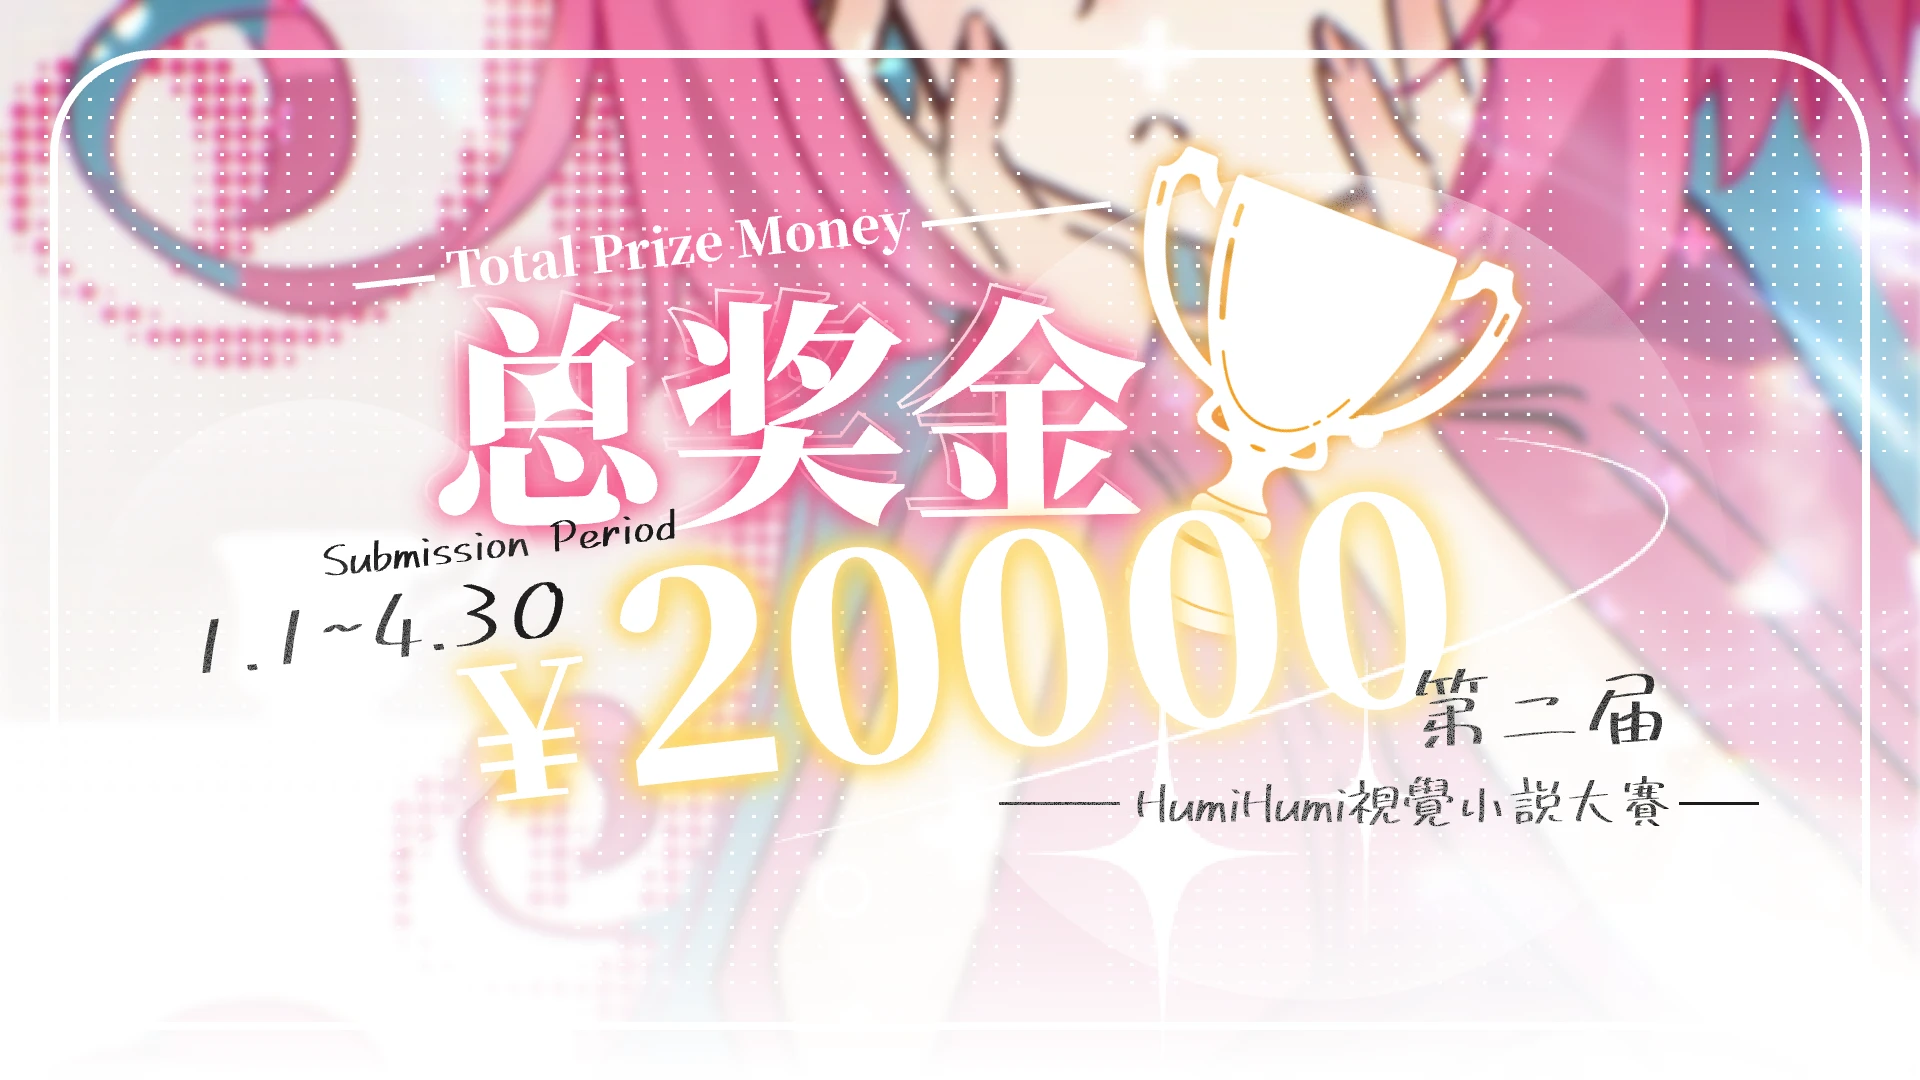 Total Prize Money
总奖金
Submission Period
1.1~4.30
¥20000
第二届
HumiHumi視覺小説大賽